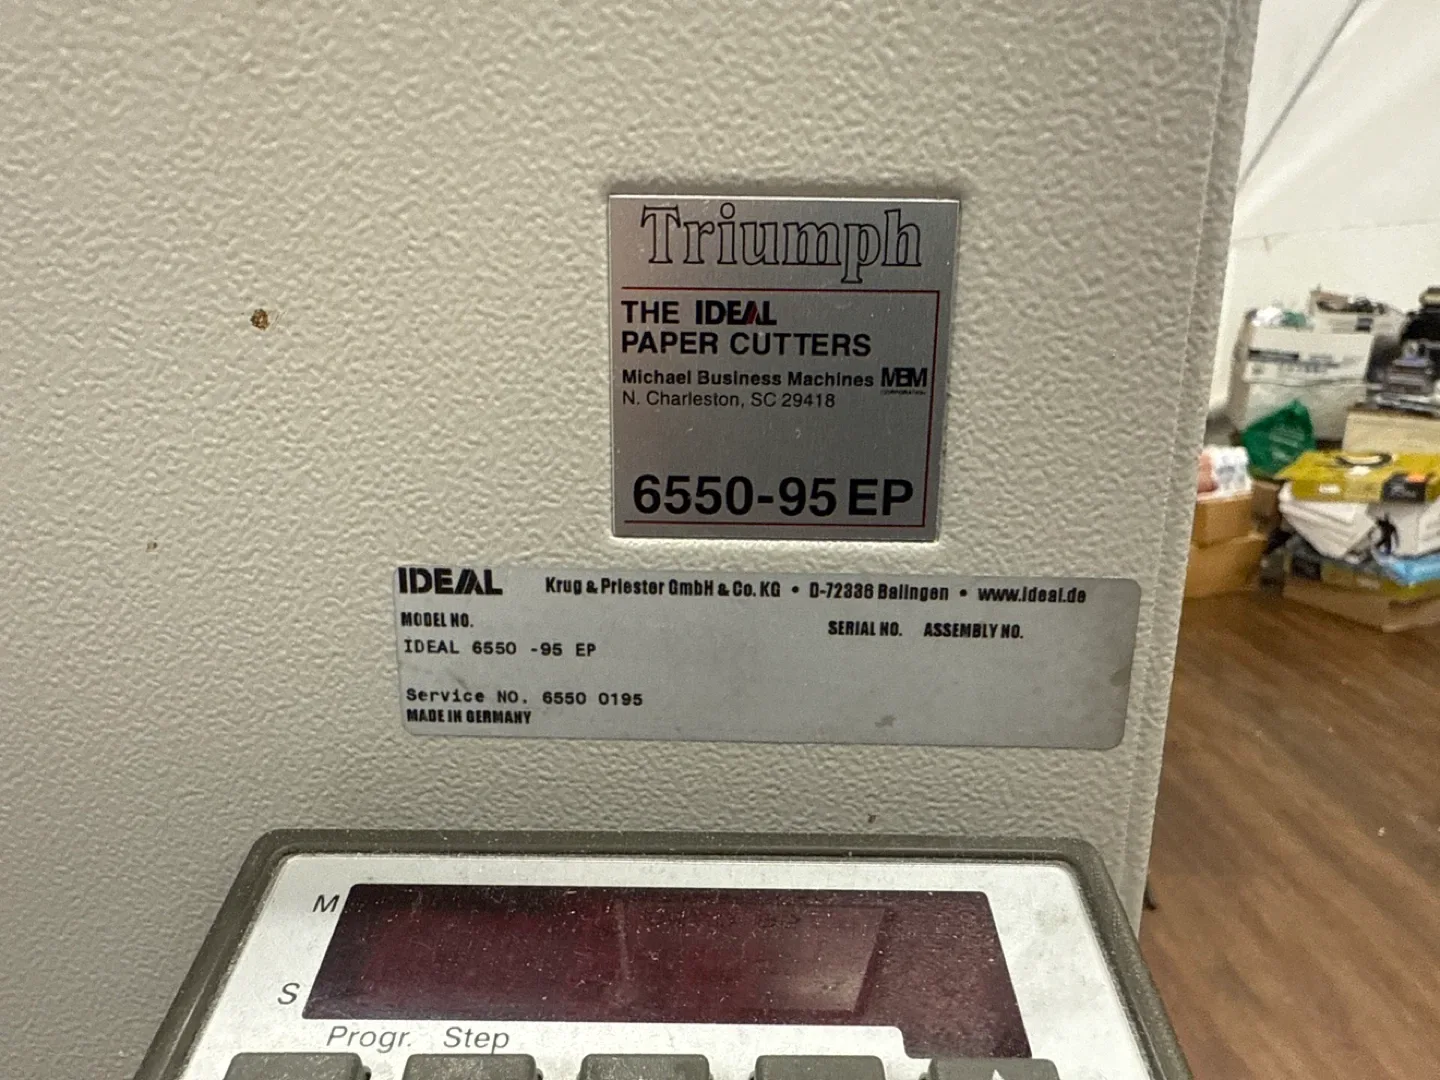 Triumph
THE IDEAL
PAPER CUTTERS
Michael Business Machines MBM
CORPORATION
N. Charleston, SC 29418
6550-95 EP
IDEAL Krug & Priester GmbH & Co. KG • D-72336 Balingen • www.ideal.de
MODEL NO. SERIAL NO. ASSEMBLY NO.
IDEAL 6550 -95 EP
Service NO. 6550 0195
MADE IN GERMANY
M
S
Progr. Step